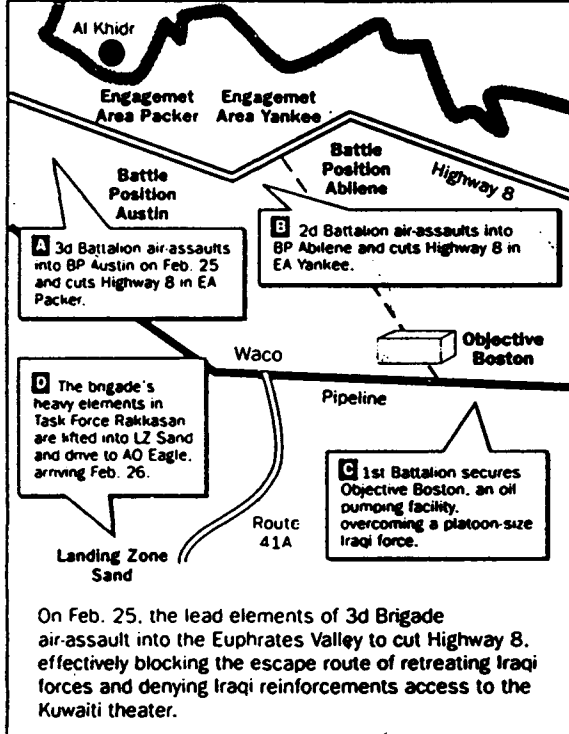 Al Khidr
Engagemet
Area Packer
Engagemet
Area Yankee
Battle
Position
Austin
Battle
Position
Abilene
Highway 8
A 3d Battalion air-assaults
into BP Austin on Feb. 25
and cuts Highway 8 in EA
Packer.
B 2d Battalion air-assaults into
BP Abilene and cuts Highway 8 in
EA Yankee.
Objective
Boston
Waco
Pipeline
D The brigade's
heavy elements in
Task Force Rakkasan
are lifted into LZ Sand
and drive to AO Eagle,
arriving Feb. 26.
C 1st Battalion secures
Objective Boston, an oil
pumping facility,
overcoming a platoon-size
Iraqi force.
Route
41A
Landing Zone
Sand
On Feb. 25, the lead elements of 3d Brigade
air-assault into the Euphrates Valley to cut Highway 8,
effectively blocking the escape route of retreating Iraqi
forces and denying Iraqi reinforcements access to the
Kuwaiti theater.